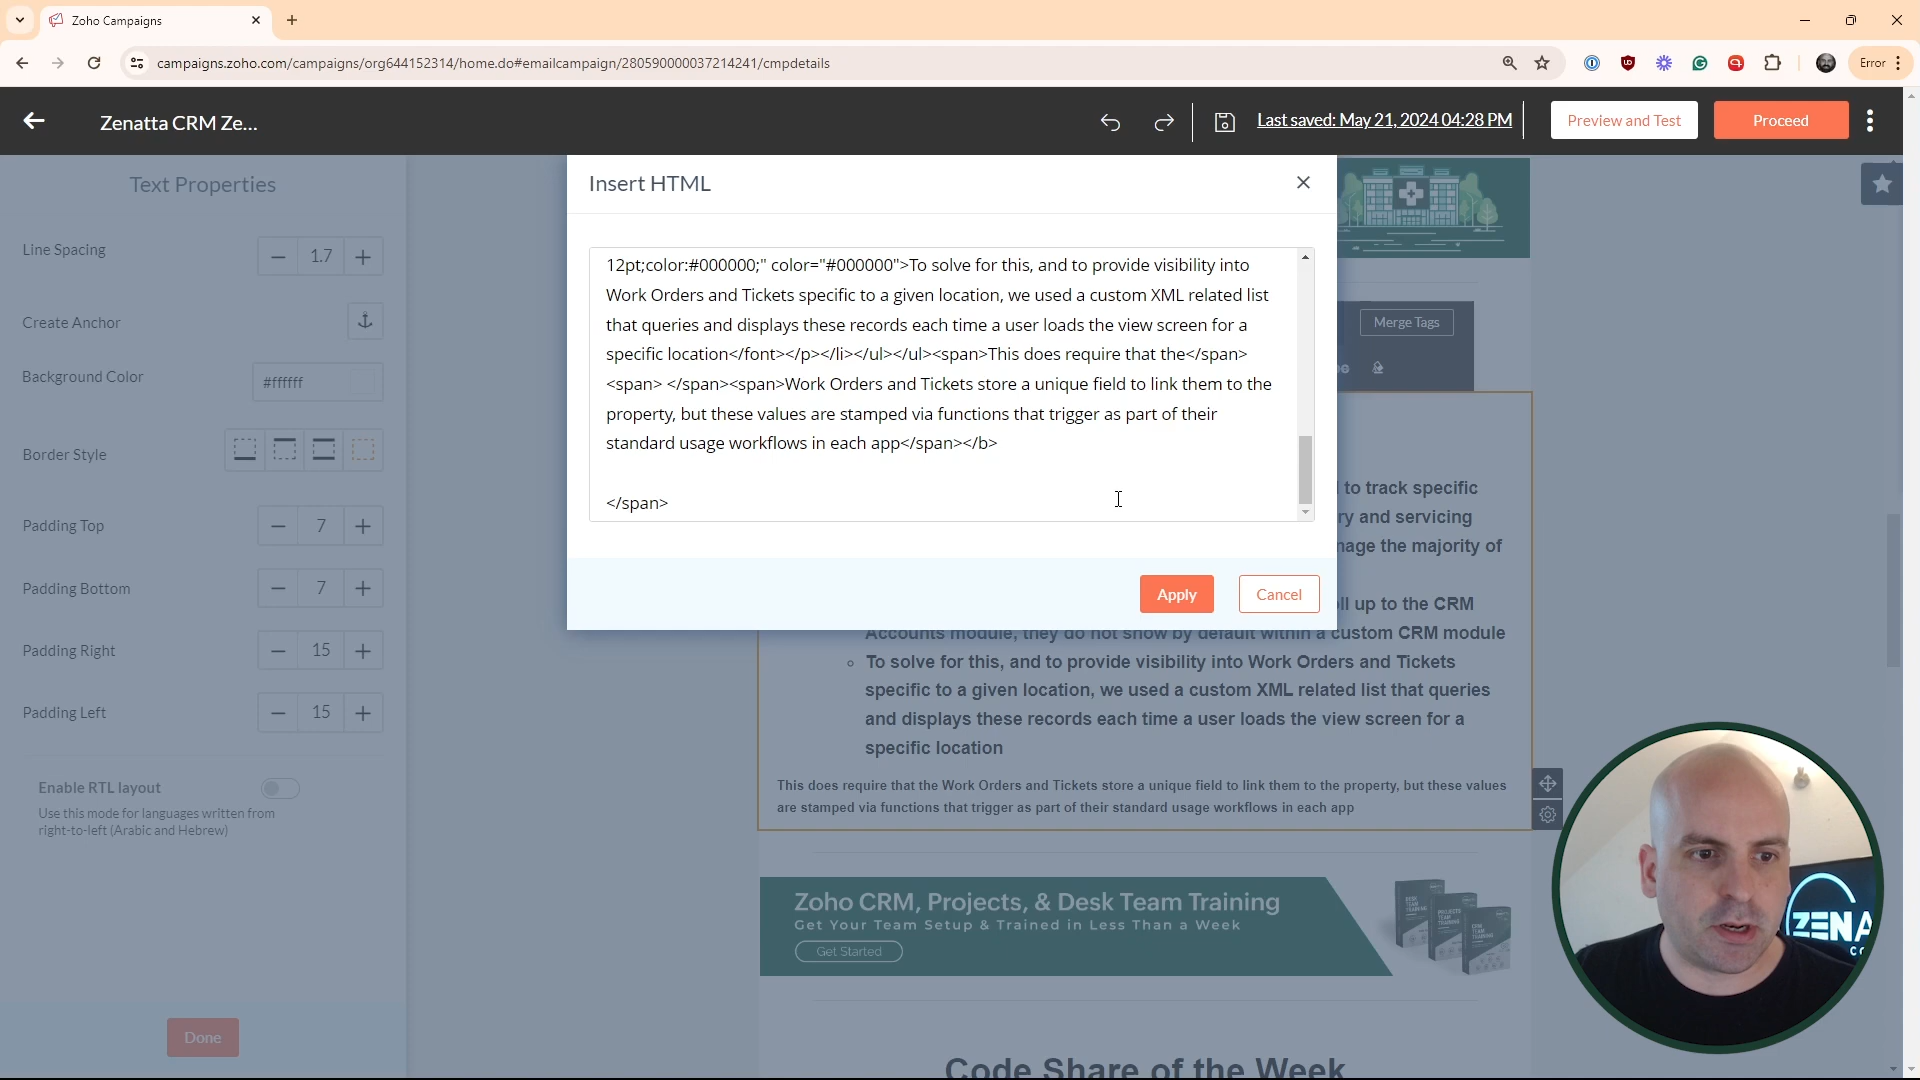 Zoho Campaigns
campaigns.zoho.com/campaigns/org644152314/home.do#emailcampaign/280590000037214241/cmpdetails
Error
Zenatta CRM Ze...
Last saved: May 21, 2024 04:28 PM
Preview and Test
Proceed
Text Properties
Line Spacing
1.7
Create Anchor
Background Color
#ffffff
Border Style
Padding Top
7
Padding Bottom
7
Padding Right
15
Padding Left
15
Enable RTL layout
Use this mode for languages written from
right-to-left (Arabic and Hebrew)
Done
Insert HTML
12pt;color:#000000;" color="#000000">To solve for this, and to provide visibility into
Work Orders and Tickets specific to a given location, we used a custom XML related list
that queries and displays these records each time a user loads the view screen for a
specific location</font></p></li></ul></ul><span>This does require that the</span>
<span> </span><span>Work Orders and Tickets store a unique field to link them to the
property, but these values are stamped via functions that trigger as part of their
standard usage workflows in each app</span></b>
</span>
Apply
Cancel
Merge Tags
to track specific
ry and servicing
nage the majority of
ll up to the CRM
Accounts module, they do not show by default within a custom CRM module
To solve for this, and to provide visibility into Work Orders and Tickets
specific to a given location, we used a custom XML related list that queries
and displays these records each time a user loads the view screen for a
specific location
This does require that the Work Orders and Tickets store a unique field to link them to the property, but these values
are stamped via functions that trigger as part of their standard usage workflows in each app
Zoho CRM, Projects, & Desk Team Training
Get Your Team Setup & Trained in Less Than a Week
Get Started
Code Share of the Week
ZENA